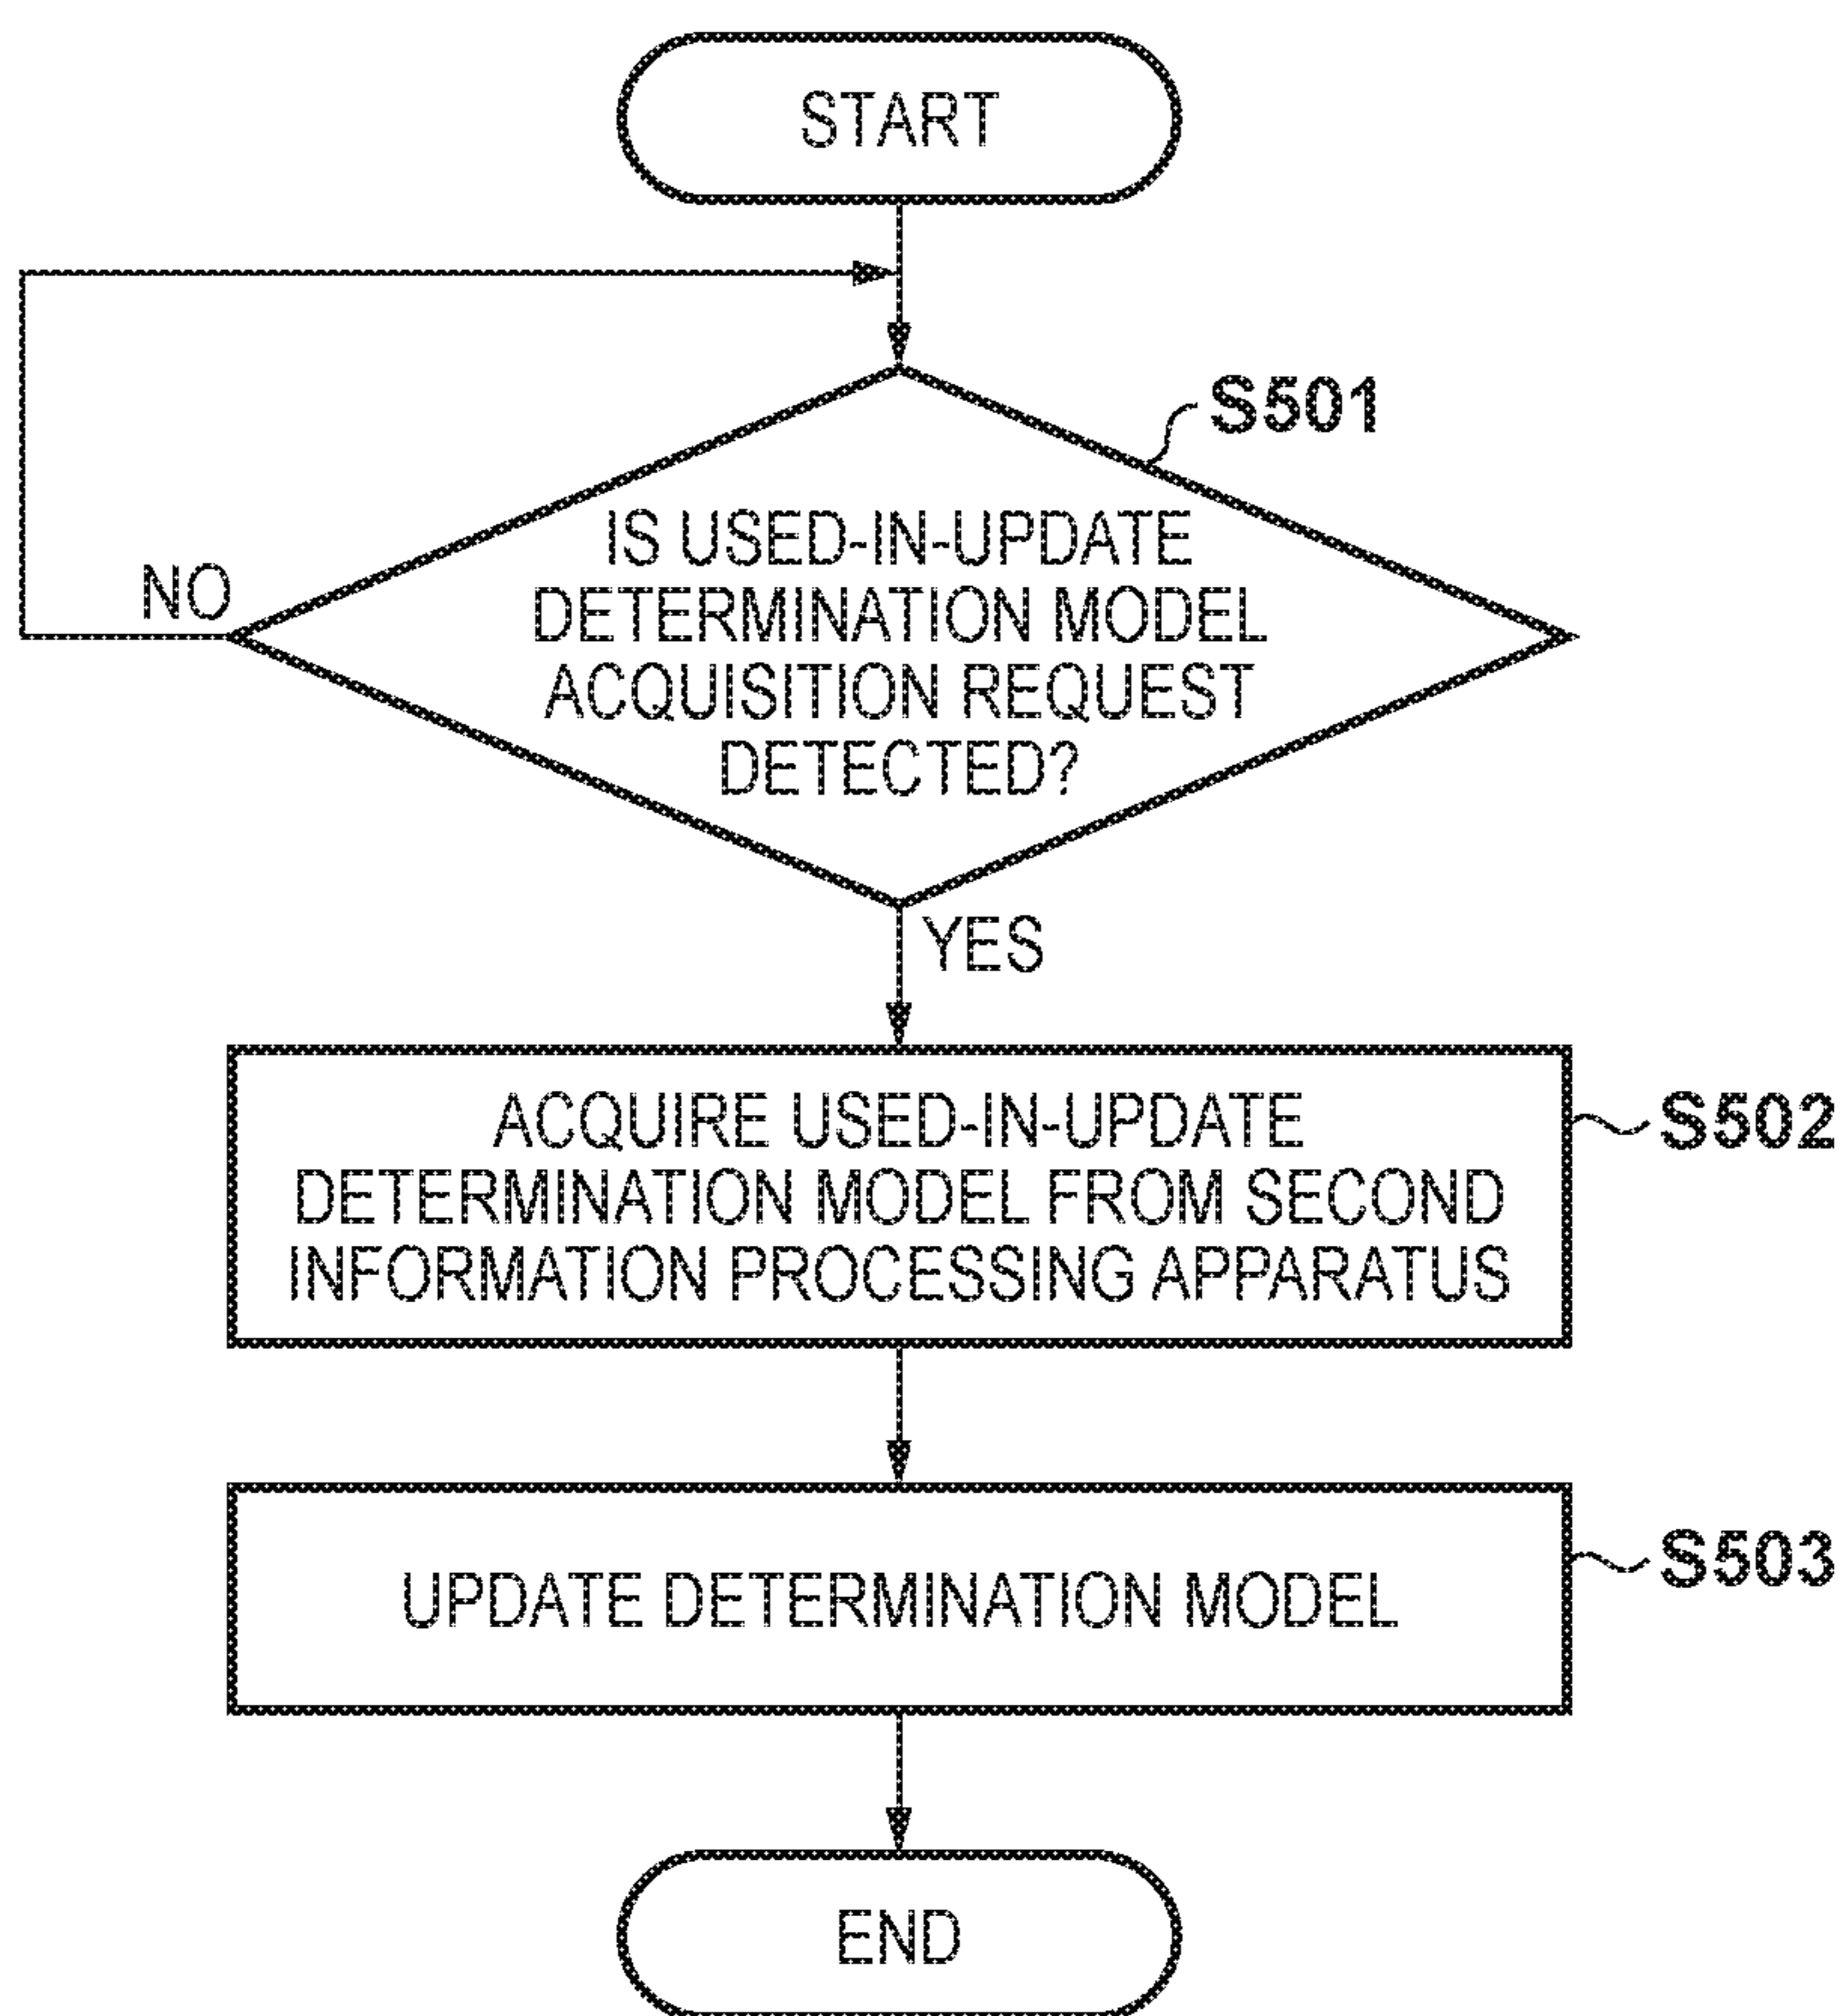 START
S501
IS USED-IN-UPDATE
DETERMINATION MODEL
ACQUISITION REQUEST
DETECTED?
NO
YES
ACQUIRE USED-IN-UPDATE
DETERMINATION MODEL FROM SECOND
INFORMATION PROCESSING APPARATUS
S502
UPDATE DETERMINATION MODEL
S503
END